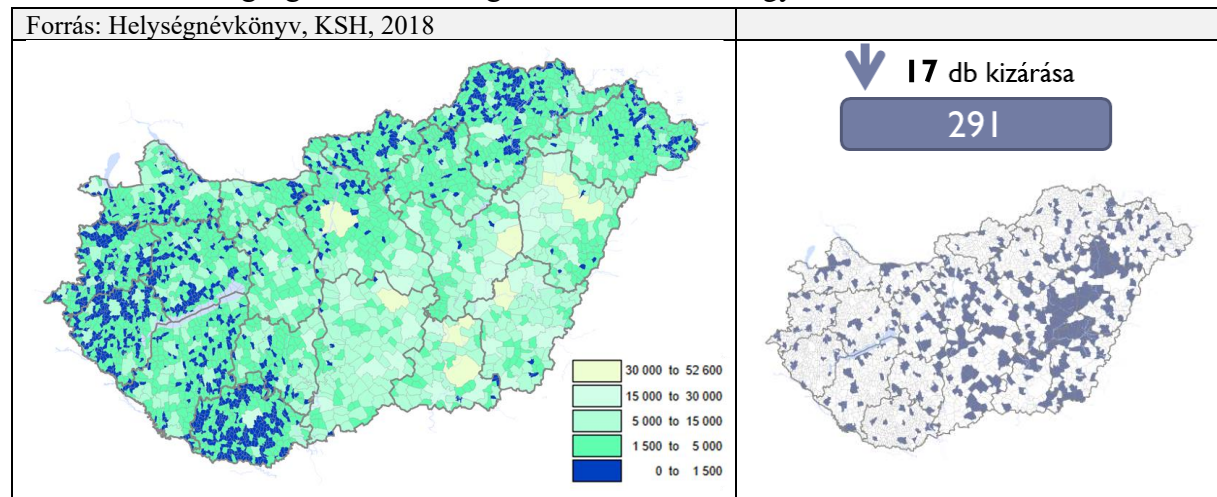 Forrás: Helységnévkönyv, KSH, 2018
17 db kizárása
291
30 000 to 52 600
15 000 to 30 000
5 000 to 15 000
1 500 to 5 000
0 to 1 500